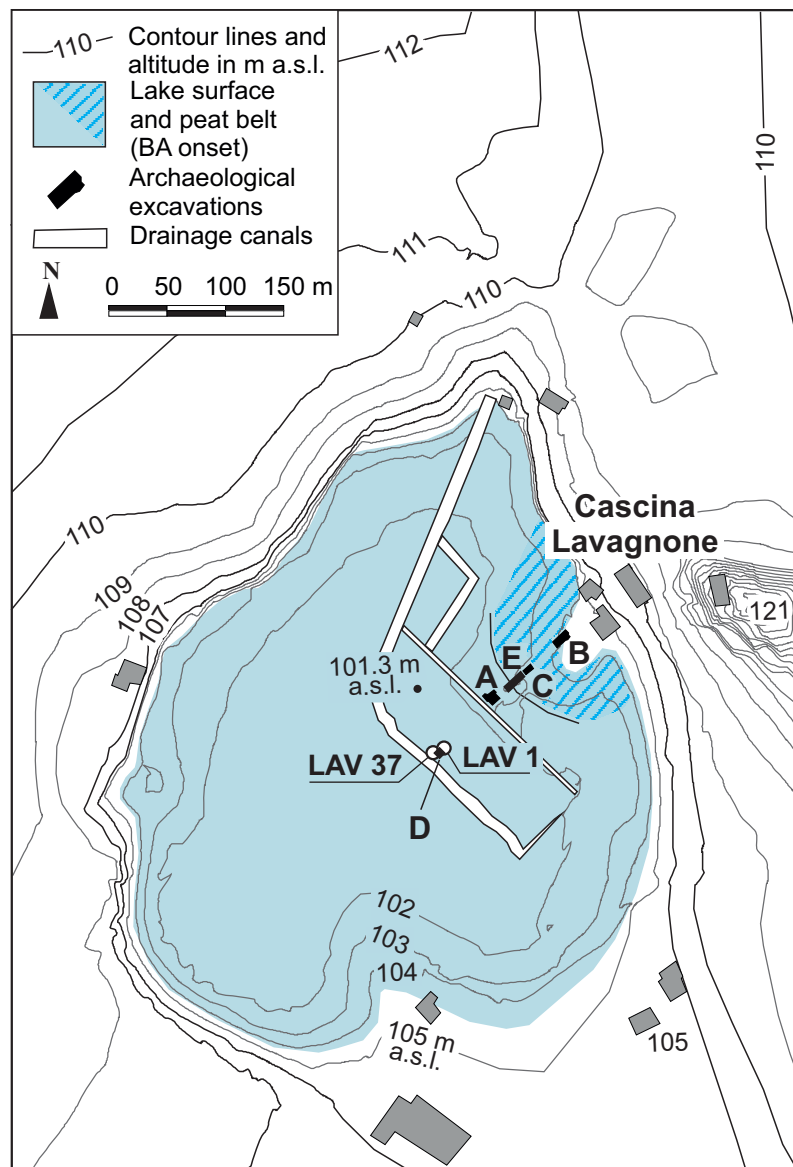 110
Contour lines and
altitude in m a.s.l.
Lake surface
and peat belt
(BA onset)
Archaeological
excavations
Drainage canals
N
0 50 100 150 m
112
110
111
110
Cascina
Lavagnone
110
109
108
107
121
B
E
C
A
101.3 m
a.s.l.
LAV 37
LAV 1
D
102
103
104
105 m
a.s.l.
105